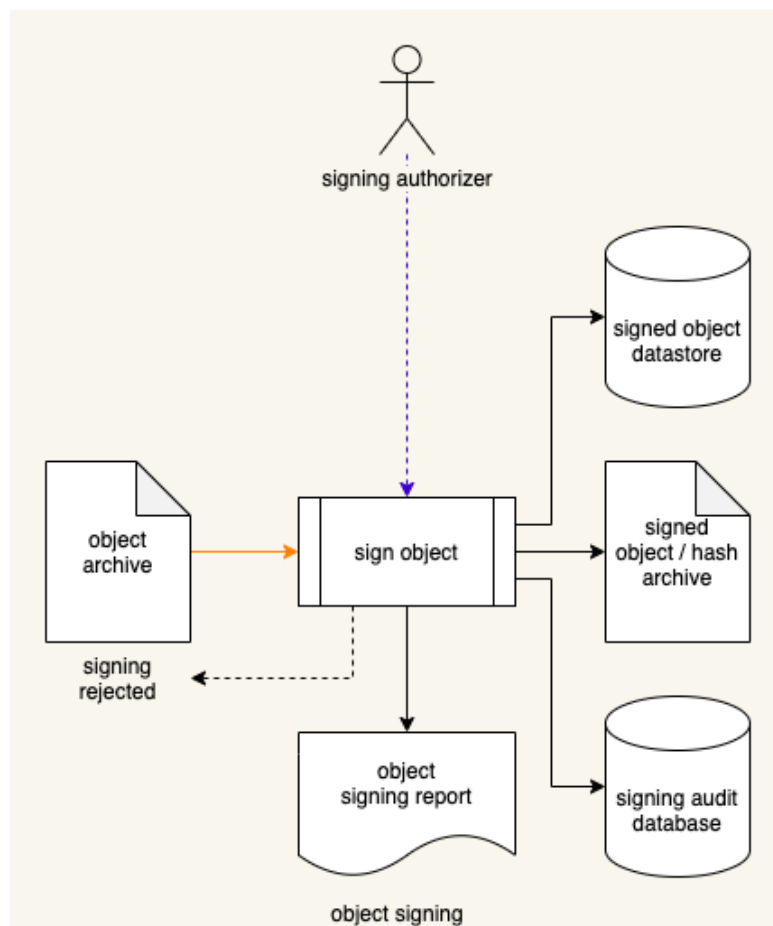 signing authorizer
signed object
datastore
object
archive
sign object
signed
object / hash
archive
signing
rejected
object
signing report
signing audit
database
object signing